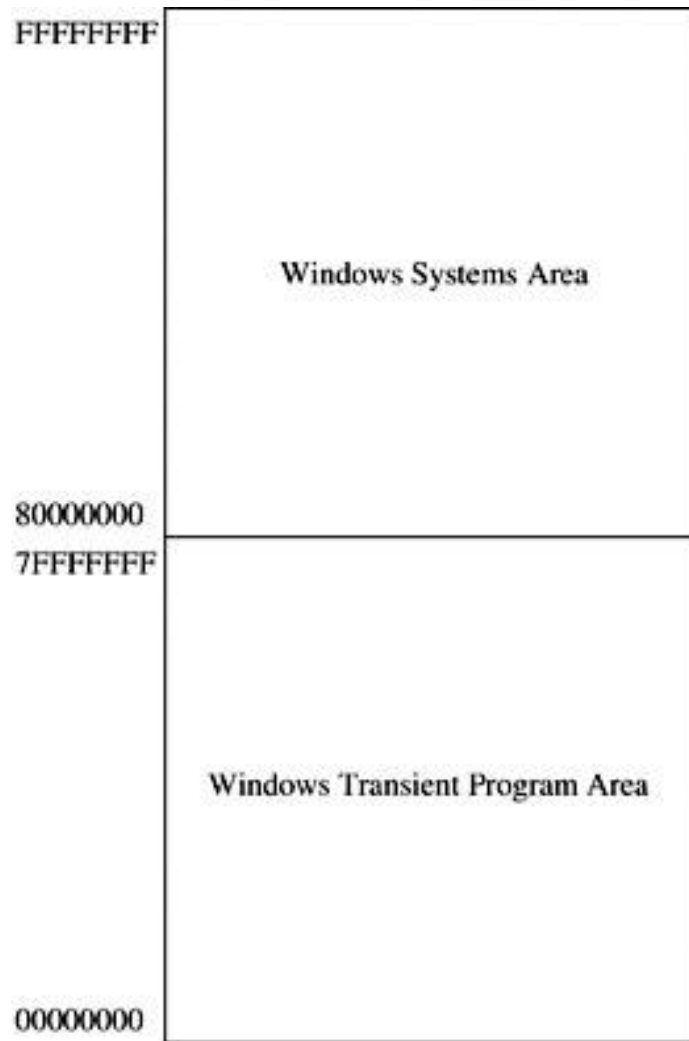 FFFFFFFF
Windows Systems Area
80000000
7FFFFFFF
Windows Transient Program Area
00000000